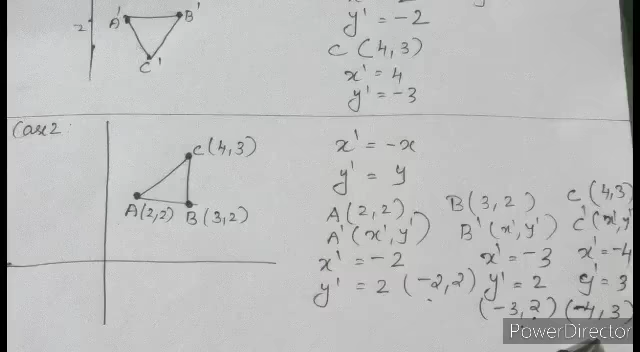 A' B'
C'
y' = -2
C (4,3)
x' = 4
y' = -3
Case 2
C(4,3)
A(2,2) B(3,2)
x' = -x
y' = y
A(2,2),
A'(x',y')
x' = -2
y' = 2 (-2,2)
B(3,2)
B'(x',y')
x' = -3
y' = 2
(-3,2)
C(4,3)
C'(x',y'
x' = -4
y' = 3
(-4,3)
PowerDirector